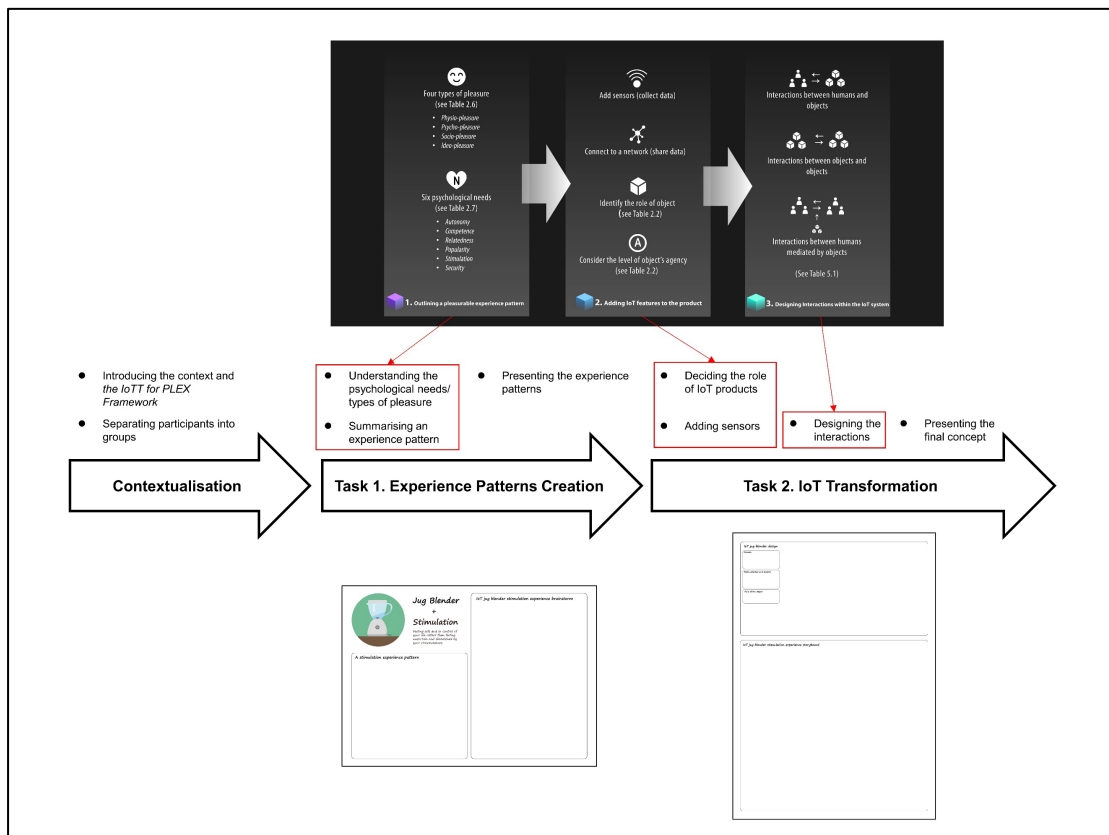 Four types of pleasure
(see Table 2.6)
• Physio-pleasure
• Psycho-pleasure
• Socio-pleasure
• Ideo-pleasure
N
Six psychological needs
(see Table 2.7)
• Autonomy
• Competence
• Relatedness
• Popularity
• Stimulation
• Security
1. Outlining a pleasurable experience pattern
Add sensors (collect data)
Connect to a network (share data)
Identify the role of object
(see Table 2.2)
A
Consider the level of object's agency
(see Table 2.2)
2. Adding IoT features to the product
Interactions between humans and
objects
Interactions between objects and
objects
Interactions between humans
mediated by objects
(See Table 5.1)
3. Designing Interactions within the IoT system
● Introducing the context and
the IoTT for PLEX
Framework
● Separating participants into
groups
● Understanding the
psychological needs/
types of pleasure
● Summarising an
experience pattern
● Presenting the experience
patterns
● Deciding the role
of IoT products
● Adding sensors
● Designing the
interactions
● Presenting the
final concept
Contextualisation
Task 1. Experience Patterns Creation
Task 2. IoT Transformation
Jug Blender
+
Stimulation
A stimulation experience pattern
IoT jug blender stimulation experience brainstorm
IoT jug blender design
IoT jug blender stimulation experience storyboard